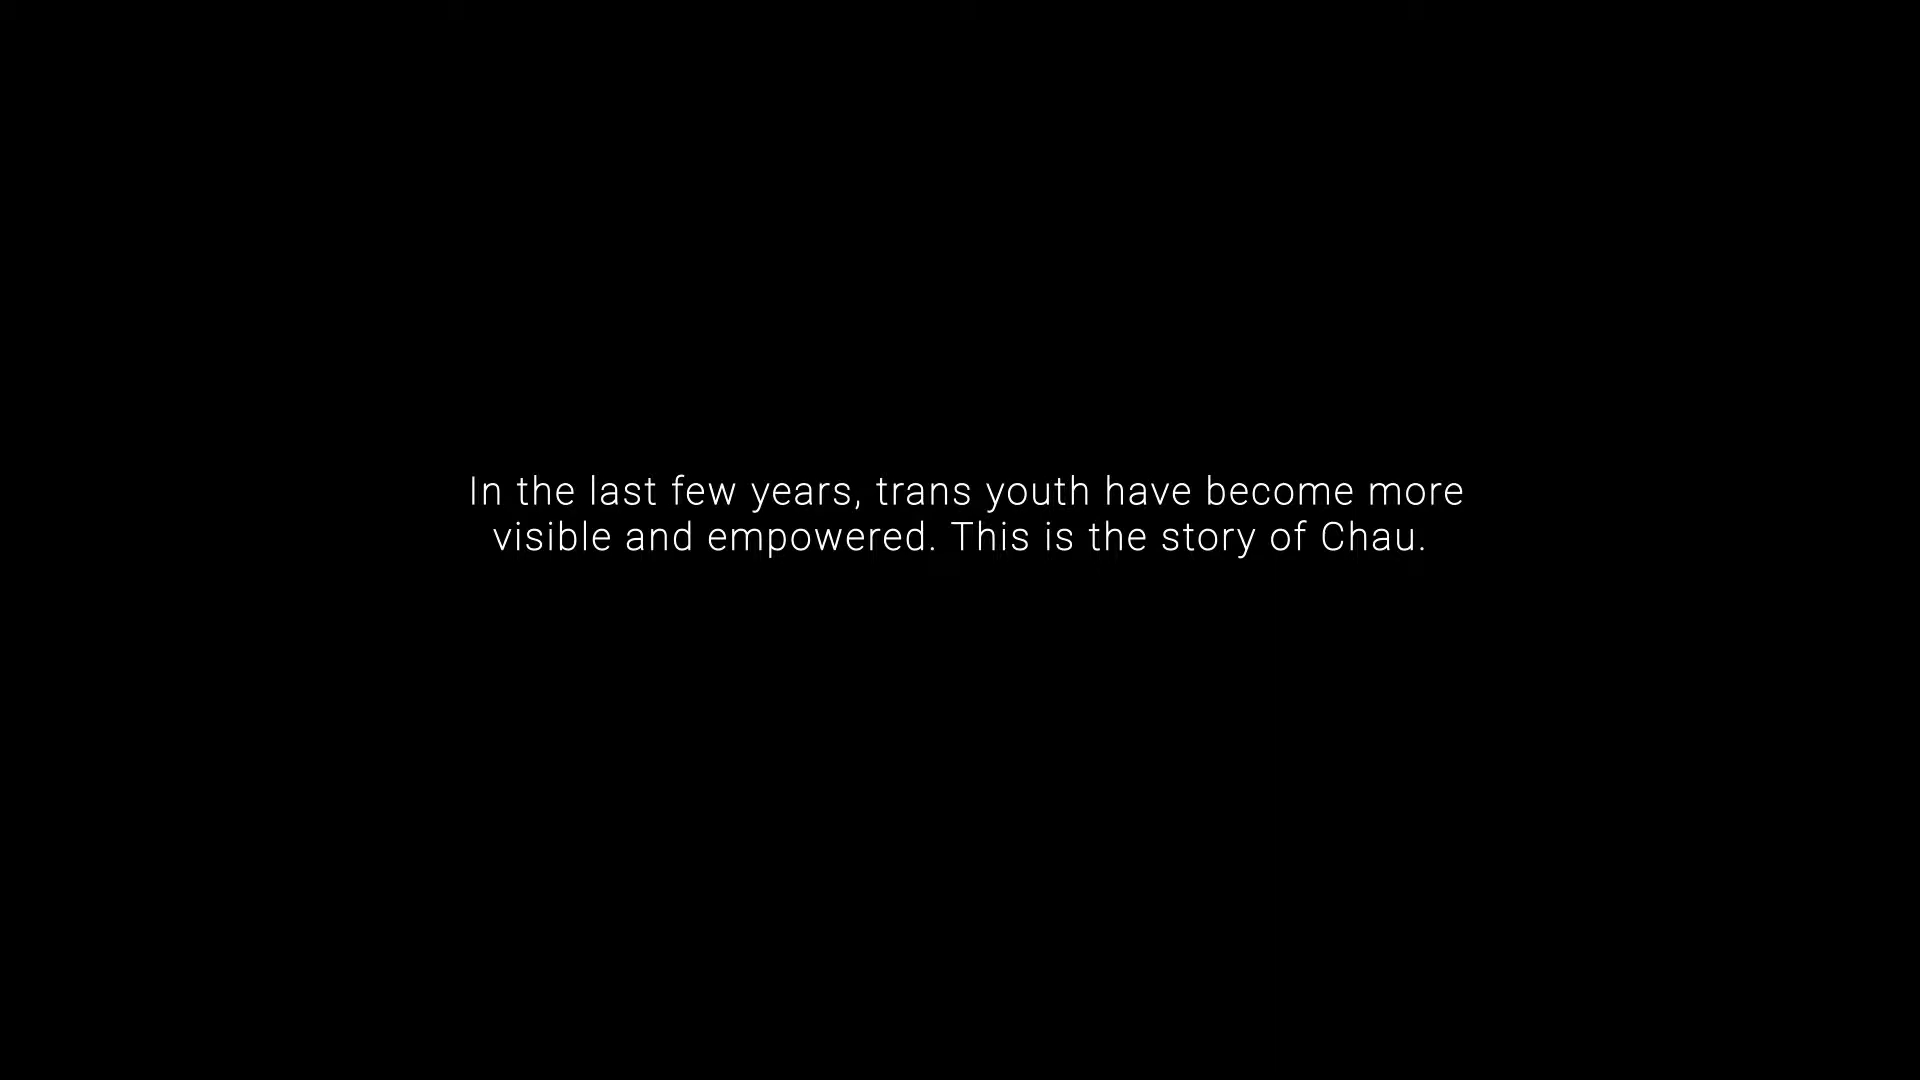 In the last few years, trans youth have become more
visible and empowered. This is the story of Chau.